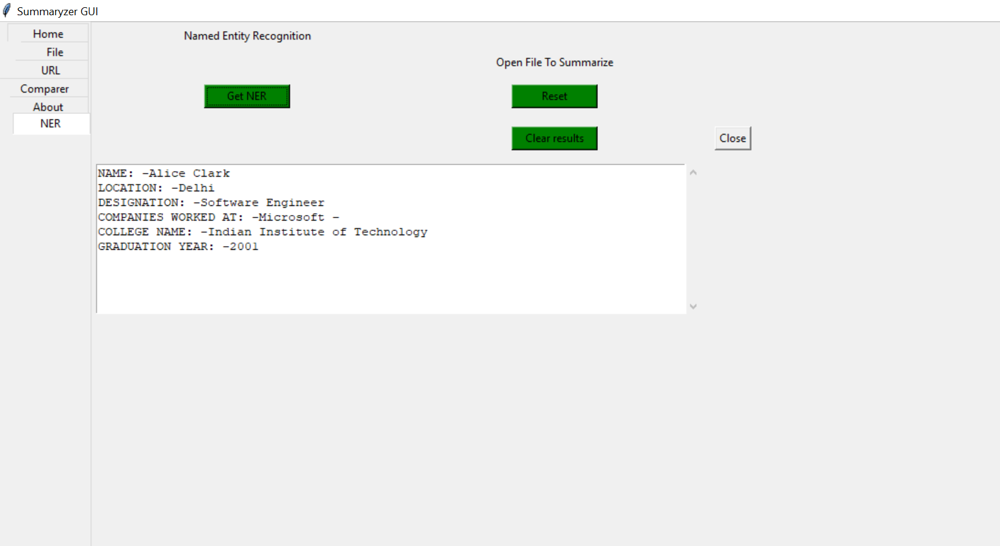 Summaryzer GUI
Home
File
URL
Comparer
About
NER
Named Entity Recognition
Open File To Summarize
Get NER
Reset
Clear results
Close
NAME: -Alice Clark
LOCATION: -Delhi
DESIGNATION: -Software Engineer
COMPANIES WORKED AT: -Microsoft –
COLLEGE NAME: -Indian Institute of Technology
GRADUATION YEAR: -2001